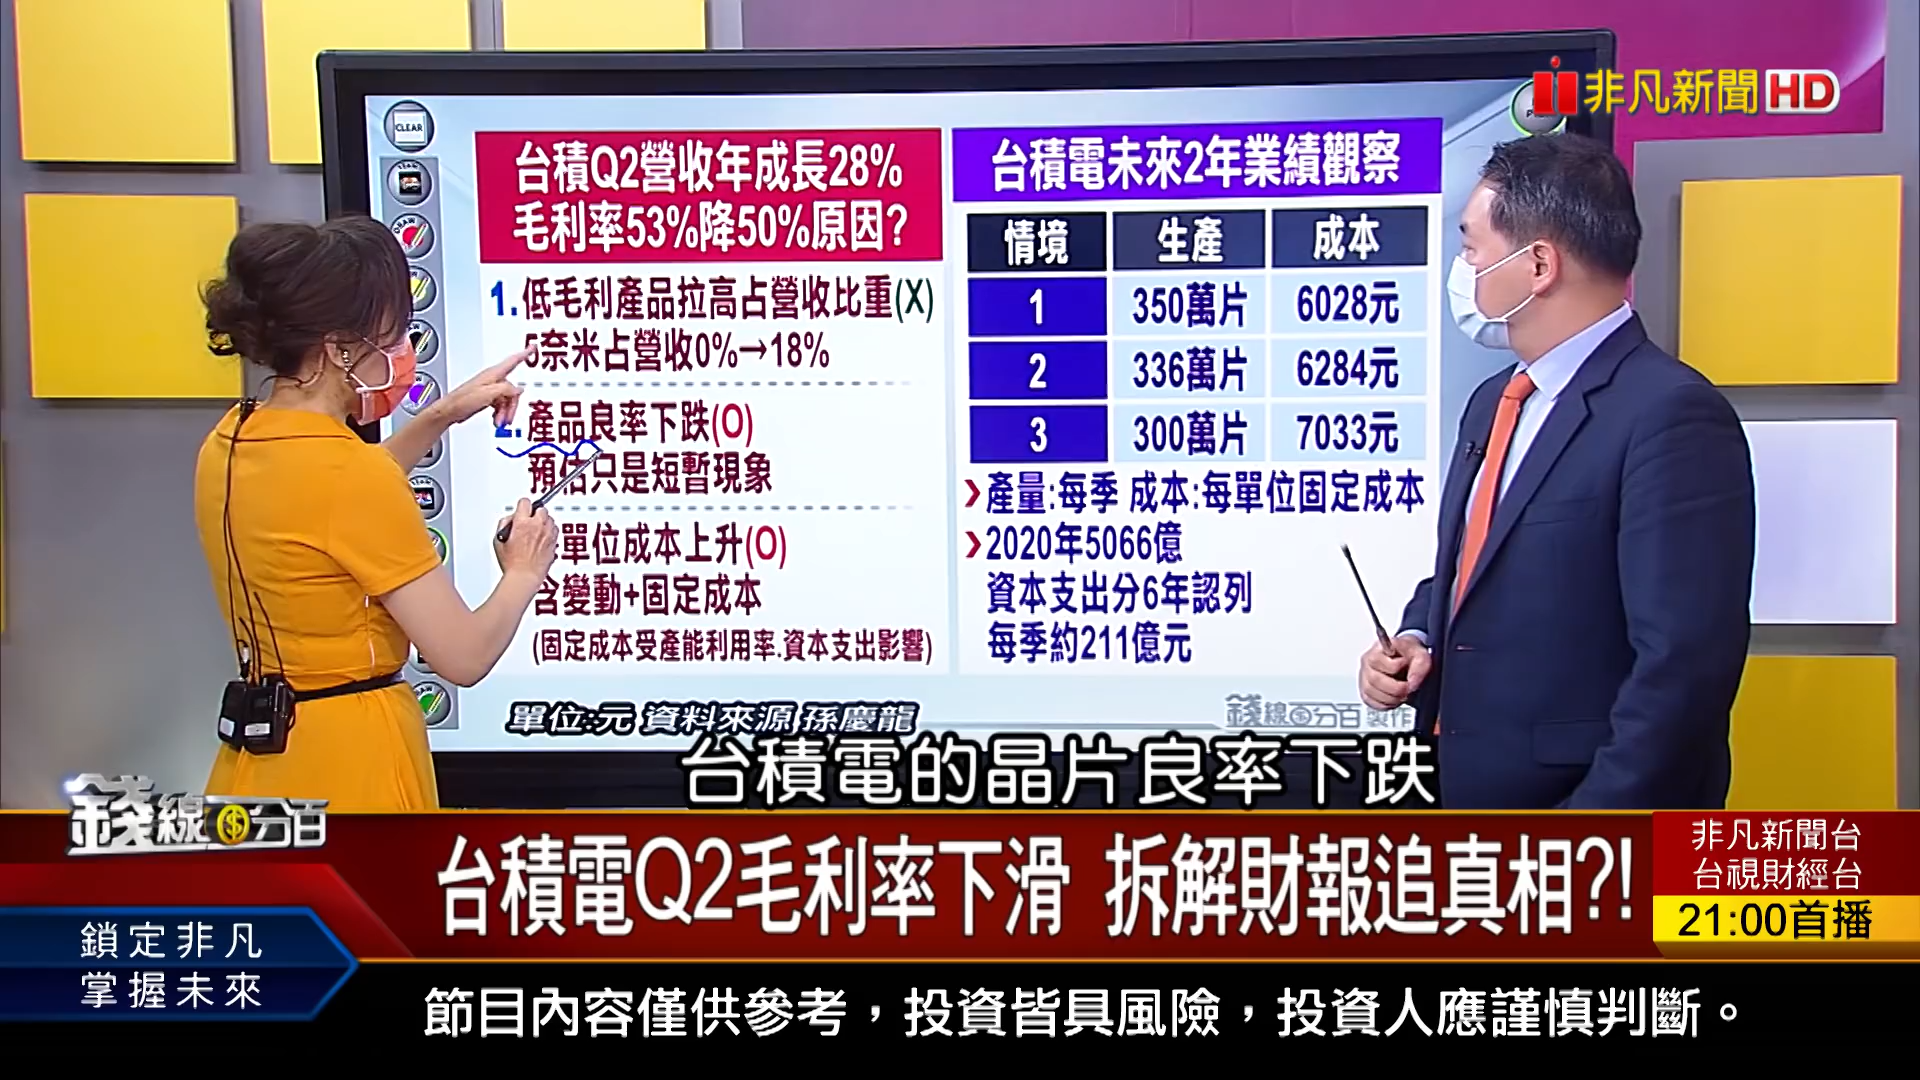 非凡新聞HD
CLEAR
台積Q2營收年成長28%
毛利率53%降50%原因?
1.低毛利產品拉高占營收比重(X)
5奈米占營收0%→18%
2.產品良率下跌(O)
預估只是短暫現象
單位成本上升(O)
含變動+固定成本
(固定成本受產能利用率.資本支出影響)
台積電未來2年業績觀察
情境 生產 成本
1 350萬片 6028元
2 336萬片 6284元
3 300萬片 7033元
產量:每季 成本:每單位固定成本
2020年5066億
資本支出分6年認列
每季約211億元
單位:元 資料來源 孫慶龍
錢線百分百 製作
台積電的晶片良率下跌
錢線百分百
台積電Q2毛利率下滑 拆解財報追真相?!
非凡新聞台
台視財經台
21:00首播
鎖定非凡
掌握未來
節目內容僅供參考，投資皆具風險，投資人應謹慎判斷。